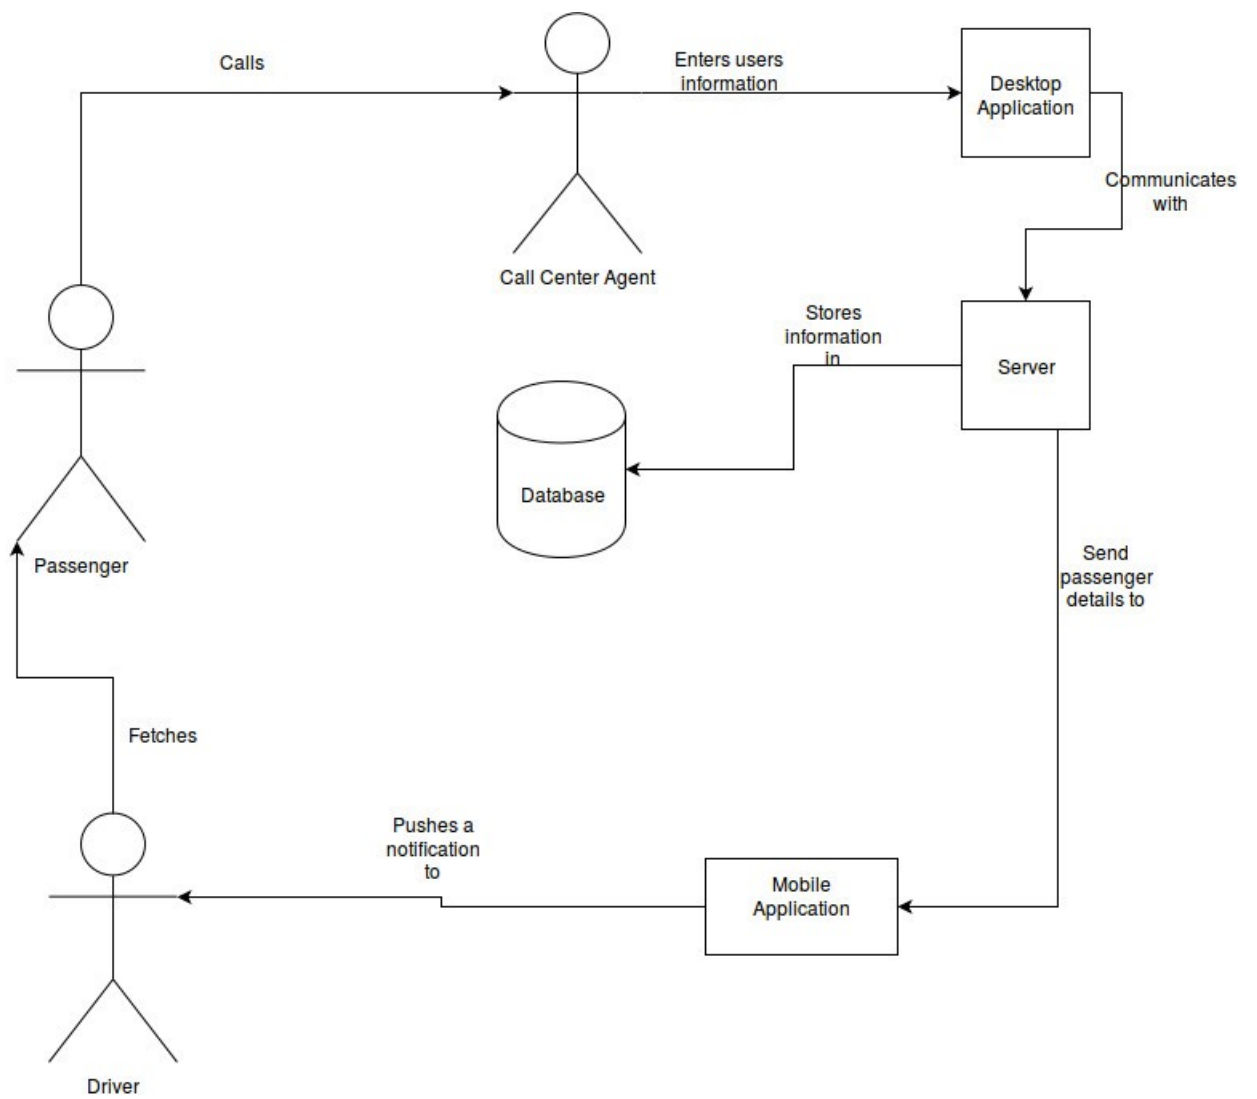 Calls
Enters users
information
Desktop
Application
Communicates
with
Call Center Agent
Stores
information
in
Server
Database
Passenger
Send
passenger
details to
Fetches
Pushes a
notification
to
Mobile
Application
Driver